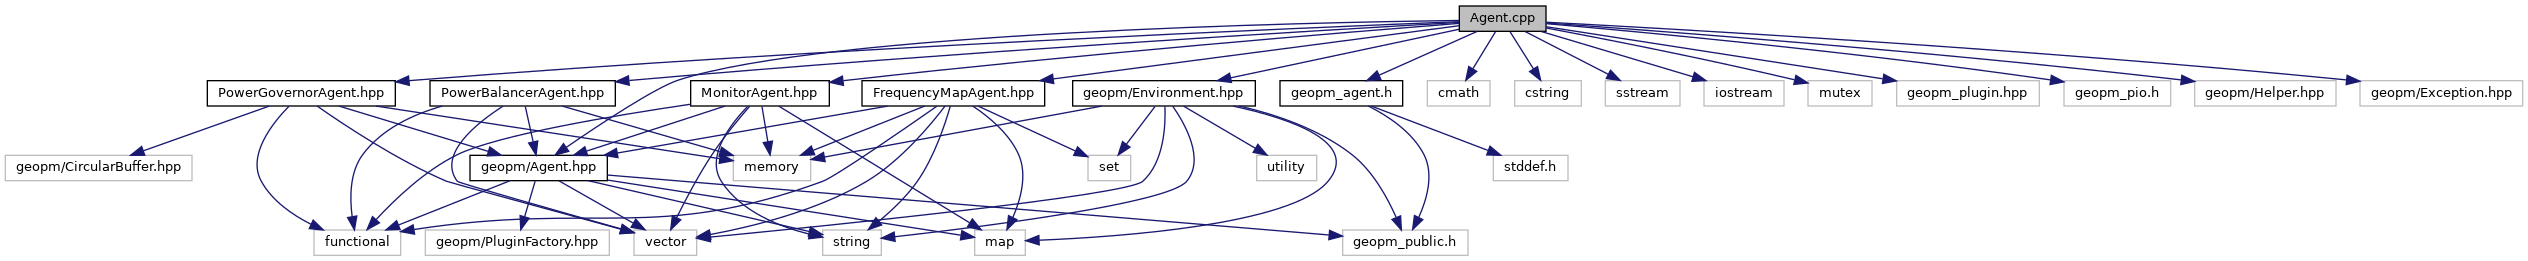 Agent.cpp
PowerGovernorAgent.hpp
PowerBalancerAgent.hpp
MonitorAgent.hpp
FrequencyMapAgent.hpp
geopm/Environment.hpp
geopm_agent.h
cmath
cstring
sstream
iostream
mutex
geopm_plugin.hpp
geopm_pio.h
geopm/Helper.hpp
geopm/Exception.hpp
geopm/CircularBuffer.hpp
geopm/Agent.hpp
memory
set
utility
stddef.h
functional
geopm/PluginFactory.hpp
vector
string
map
geopm_public.h